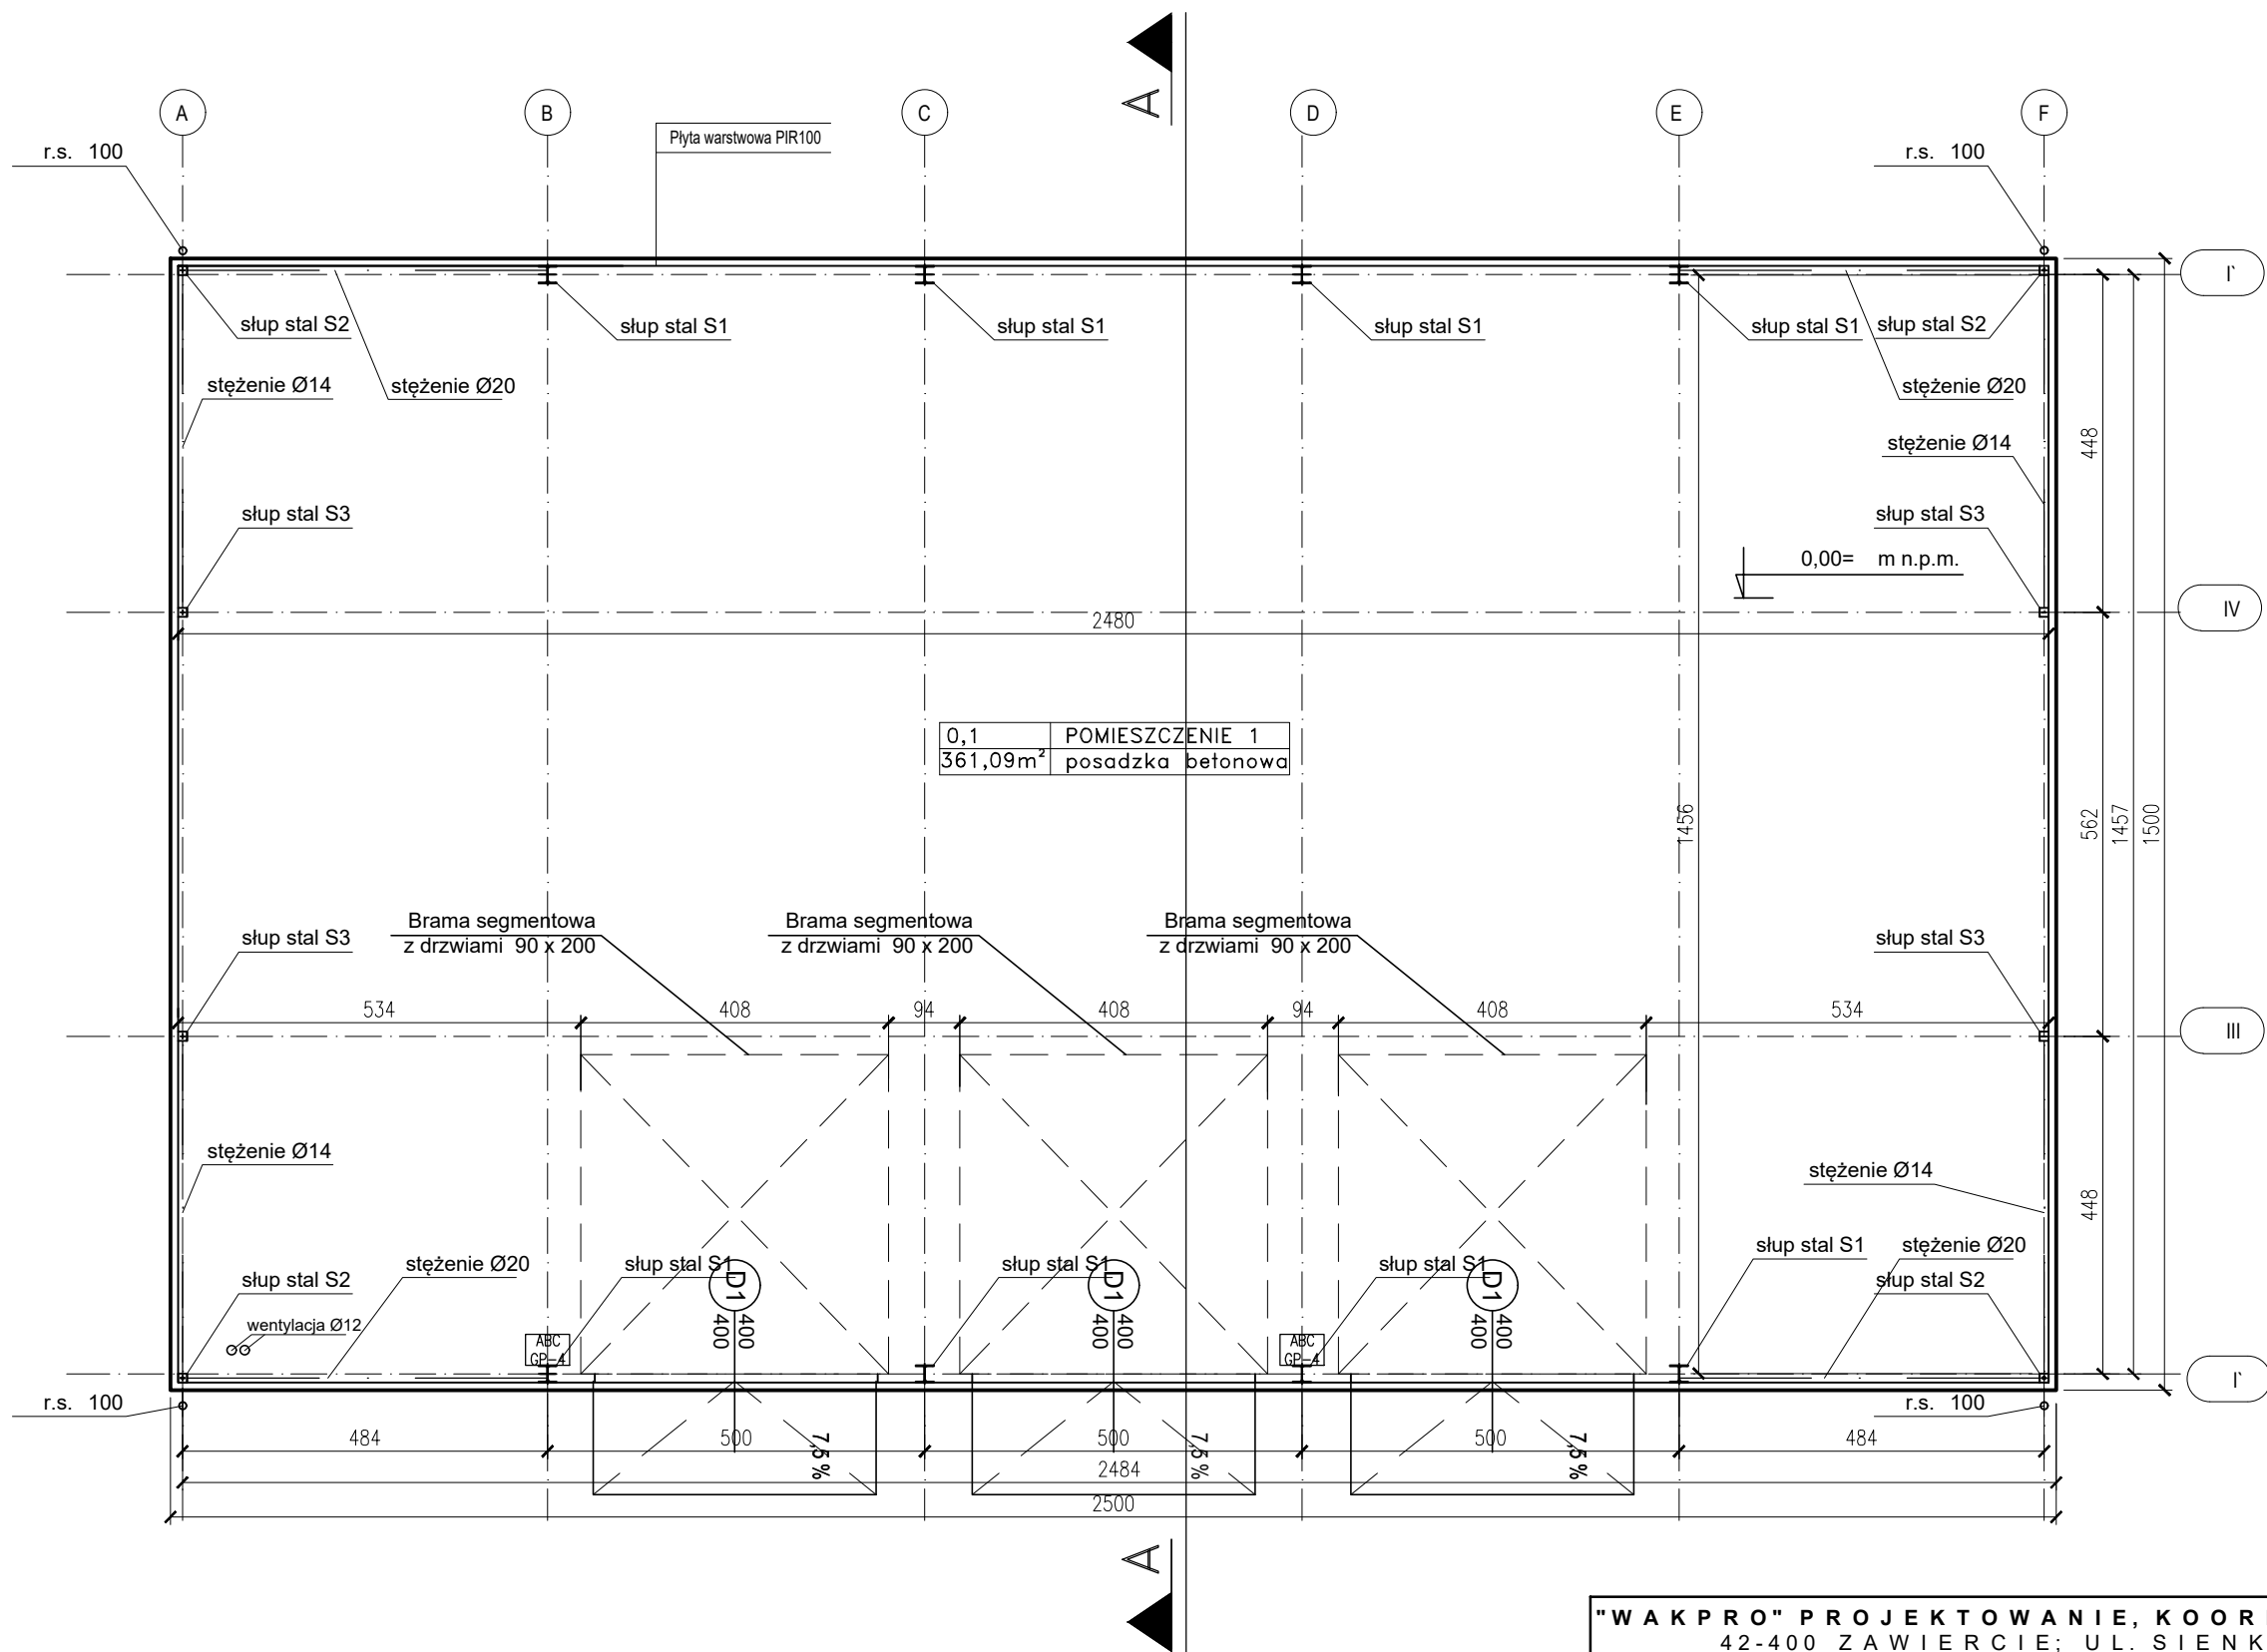 A
A
B
C
D
E
F
Płyta warstwowa PIR100
r.s. 100
r.s. 100
I`
słup stal S2
słup stal S1
słup stal S1
słup stal S1
słup stal S1
słup stal S2
stężenie Ø14
stężenie Ø20
stężenie Ø20
448
stężenie Ø14
słup stal S3
słup stal S3
0,00= m n.p.m.
IV
2480
0,1 POMIESZCZENIE 1
361,09m² posadzka betonowa
1456
562
1457
1500
Brama segmentowa
z drzwiami 90 x 200
Brama segmentowa
z drzwiami 90 x 200
Brama segmentowa
z drzwiami 90 x 200
słup stal S3
słup stal S3
534
408
94
408
94
408
534
III
stężenie Ø14
stężenie Ø14
448
słup stal S2
stężenie Ø20
słup stal S1
słup stal S1
słup stal S1
słup stal S1
stężenie Ø20
słup stal S2
D1
400
400
D1
400
400
D1
400
400
wentylacja Ø12
ABC
GP-4
ABC
GP-4
I`
r.s. 100
r.s. 100
484
500
500
500
484
7,5 %
7,5 %
7,5 %
2484
2500
A
"WAKPRO" PROJEKTOWANIE, KOOR
42-400 ZAWIERCIE; UL. SIENK